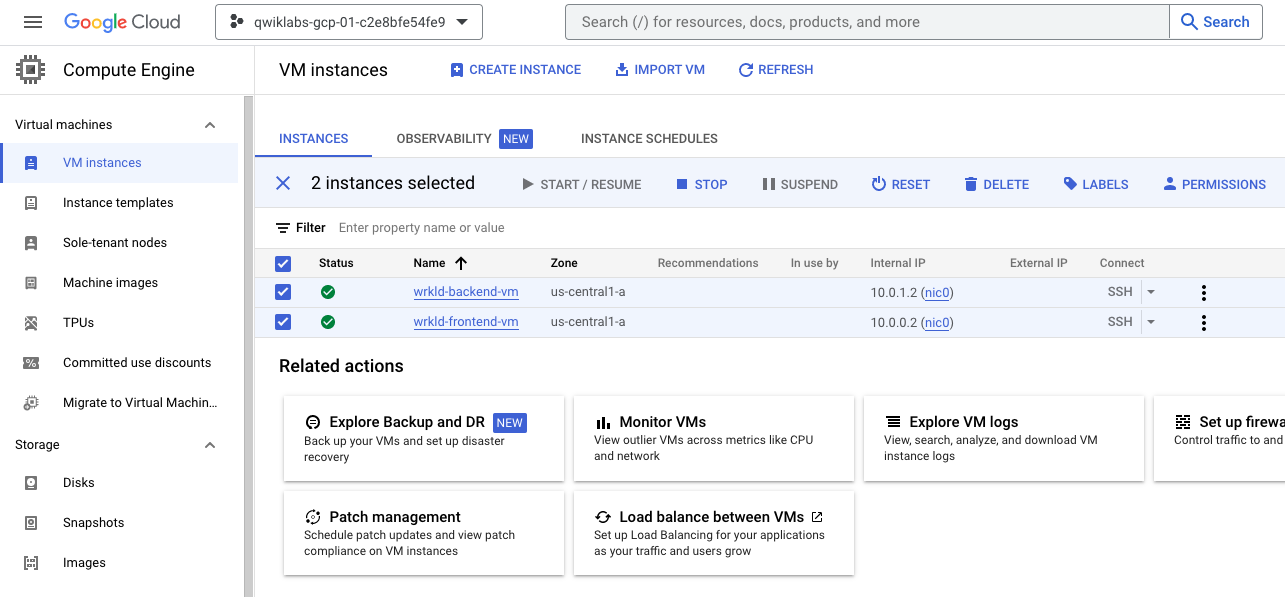 Google Cloud
qwiklabs-gcp-01-c2e8bfe54fe9
Search (/) for resources, docs, products, and more
Search
Compute Engine
VM instances
CREATE INSTANCE
IMPORT VM
REFRESH
Virtual machines
VM instances
Instance templates
Sole-tenant nodes
Machine images
TPUs
Committed use discounts
Migrate to Virtual Machin...
Storage
Disks
Snapshots
Images
INSTANCES
OBSERVABILITY NEW
INSTANCE SCHEDULES
2 instances selected
START / RESUME
STOP
SUSPEND
RESET
DELETE
LABELS
PERMISSIONS
Filter Enter property name or value
Status Name Zone Recommendations In use by Internal IP External IP Connect
wrkld-backend-vm us-central1-a 10.0.1.2 (nic0) SSH
wrkld-frontend-vm us-central1-a 10.0.0.2 (nic0) SSH
Related actions
Explore Backup and DR NEW
Back up your VMs and set up disaster
recovery
Monitor VMs
View outlier VMs across metrics like CPU
and network
Explore VM logs
View, search, analyze, and download VM
instance logs
Set up firewa
Control traffic to and
Patch management
Schedule patch updates and view patch
compliance on VM instances
Load balance between VMs
Set up Load Balancing for your applications
as your traffic and users grow